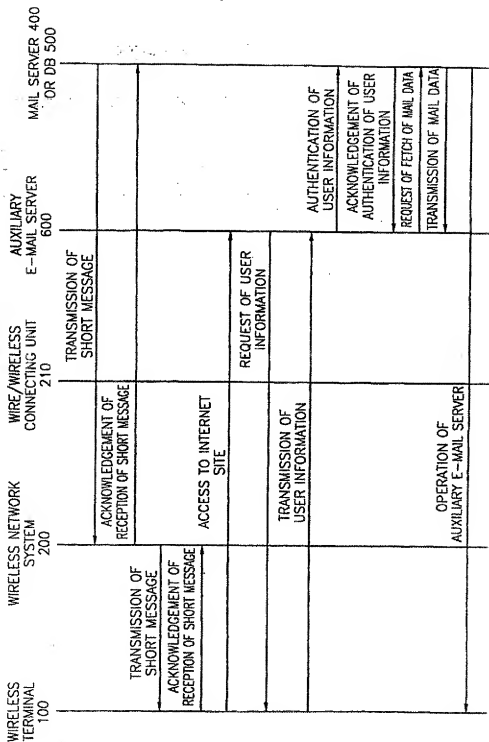 WIRELESS
TERMINAL
100
WIRELESS NETWORK
SYSTEM
200
WIRE/WIRELESS
CONNECTING UNIT
210
AUXILIARY
E-MAIL SERVER
600
MAIL SERVER 400
OR DB 500
TRANSMISSION OF
SHORT MESSAGE
ACKNOWLEDGEMENT OF
RECEPTION OF SHORT MESSAGE
TRANSMISSION OF
SHORT MESSAGE
ACKNOWLEDGEMENT OF
RECEPTION OF SHORT MESSAGE
ACCESS TO INTERNET
SITE
REQUEST OF USER
INFORMATION
TRANSMISSION OF
USER INFORMATION
AUTHENTICATION OF
USER INFORMATION
ACKNOWLEDGEMENT OF
AUTHENTICATION OF USER
INFORMATION
REQUEST OF FETCH OF MAIL DATA
TRANSMISSION OF MAIL DATA
OPERATION OF
AUXILIARY E-MAIL SERVER